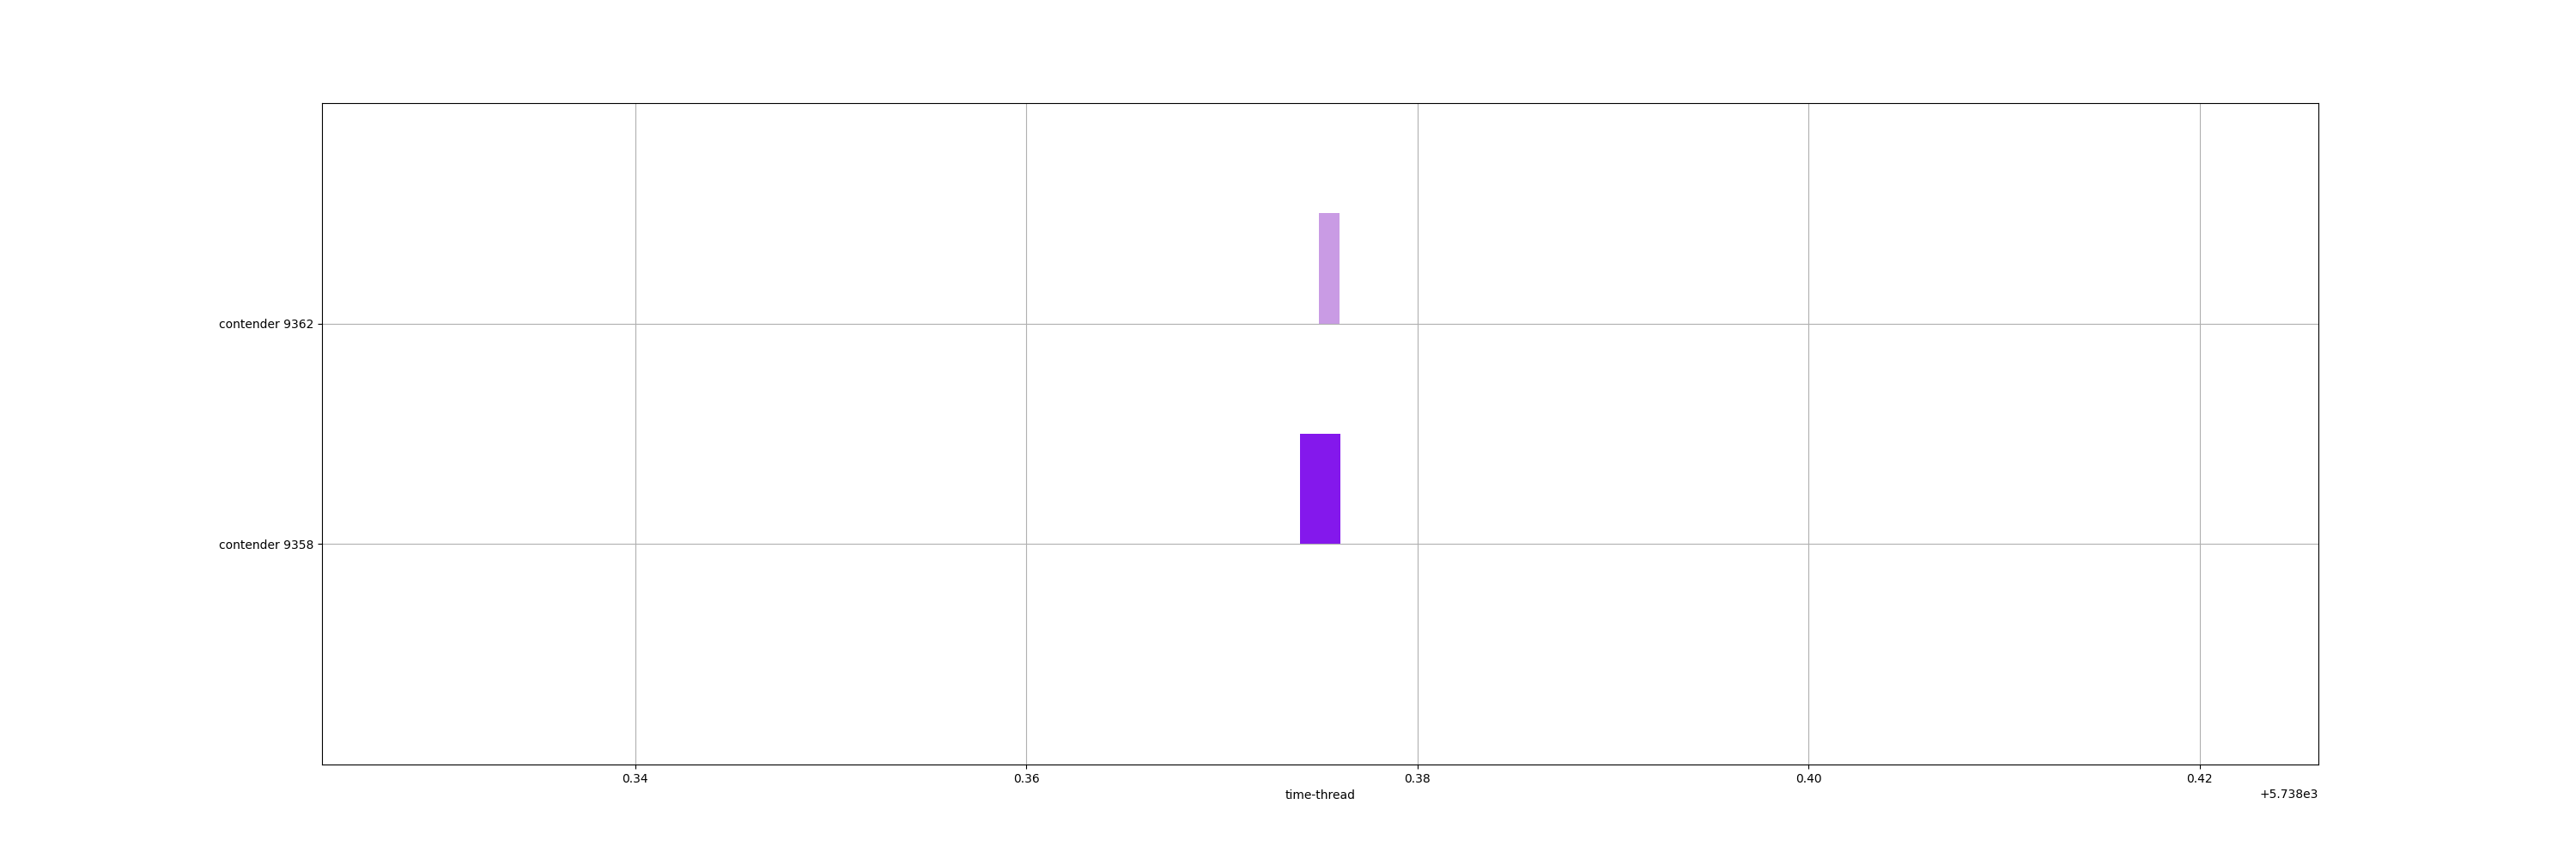 contender 9362
contender 9358
0.34 0.36 0.38 0.40 0.42
time-thread
+5.738e3